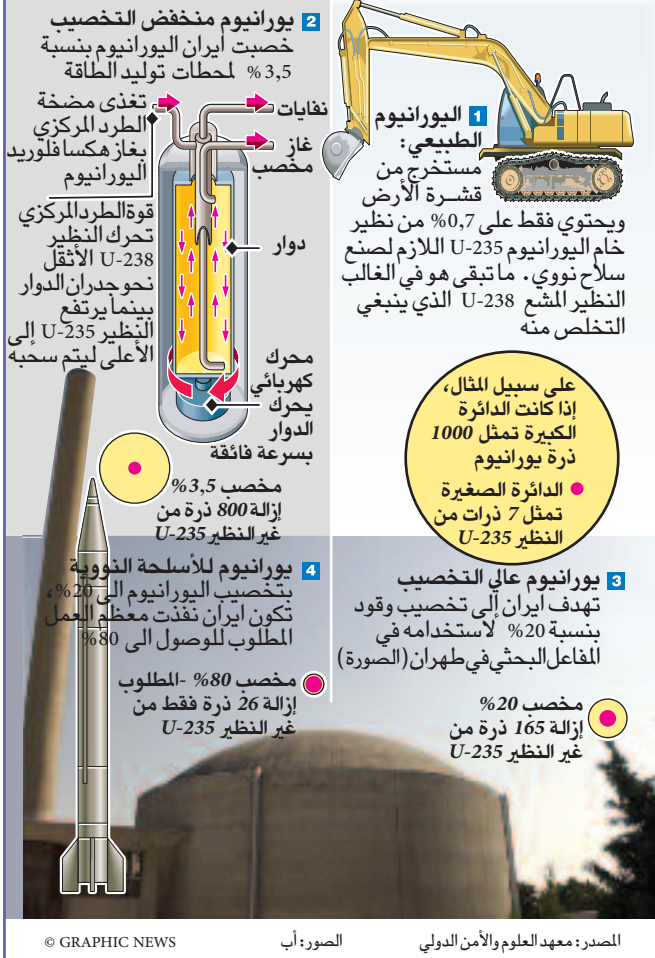 1 اليورانيوم
الطبيعي:
مستخرج من
قشرة الأرض
ويحتوي فقط على 0,7% من نظير
خام اليورانيوم U-235 اللازم لصنع
سلاح نووي. ما تبقى هو في الغالب
النظير المشع U-238 الذي ينبغي
التخلص منه
على سبيل المثال،
إذا كانت الدائرة
الكبيرة تمثل 1000
ذرة يورانيوم
الدائرة الصغيرة
تمثل 7 ذرات من
النظير U-235
2 يورانيوم منخفض التخصيب
خصبت ايران اليورانيوم بنسبة
3,5% لمحطات توليد الطاقة
تغذى مضخة
الطرد المركزي
بغاز هكسافلوريد
اليورانيوم
قوة الطرد المركزي
تحرك النظير
U-238 الأثقل
نحو جدران الدوار
بينما يرتفع
النظير U-235 إلى
الأعلى ليتم سحبه
نفايات
غاز
مخصب
دوار
محرك
كهربائي
يحرك
الدوار
بسرعة فائقة
مخصب 3,5%
إزالة 800 ذرة من
غير النظير U-235
3 يورانيوم عالي التخصيب
تهدف ايران إلى تخصيب وقود
بنسبة 20% لاستخدامه في
المفاعل البحثي في طهران (الصورة)
مخصب 20%
إزالة 165 ذرة من
غير النظير U-235
4 يورانيوم للأسلحة النووية
بتخصيب اليورانيوم الى 20%،
تكون ايران نفذت معظم العمل
المطلوب للوصول الى 80%
مخصب 80% -المطلوب
إزالة 26 ذرة فقط من
غير النظير U-235
المصدر: معهد العلوم والأمن الدولي
الصور: أب
© GRAPHIC NEWS